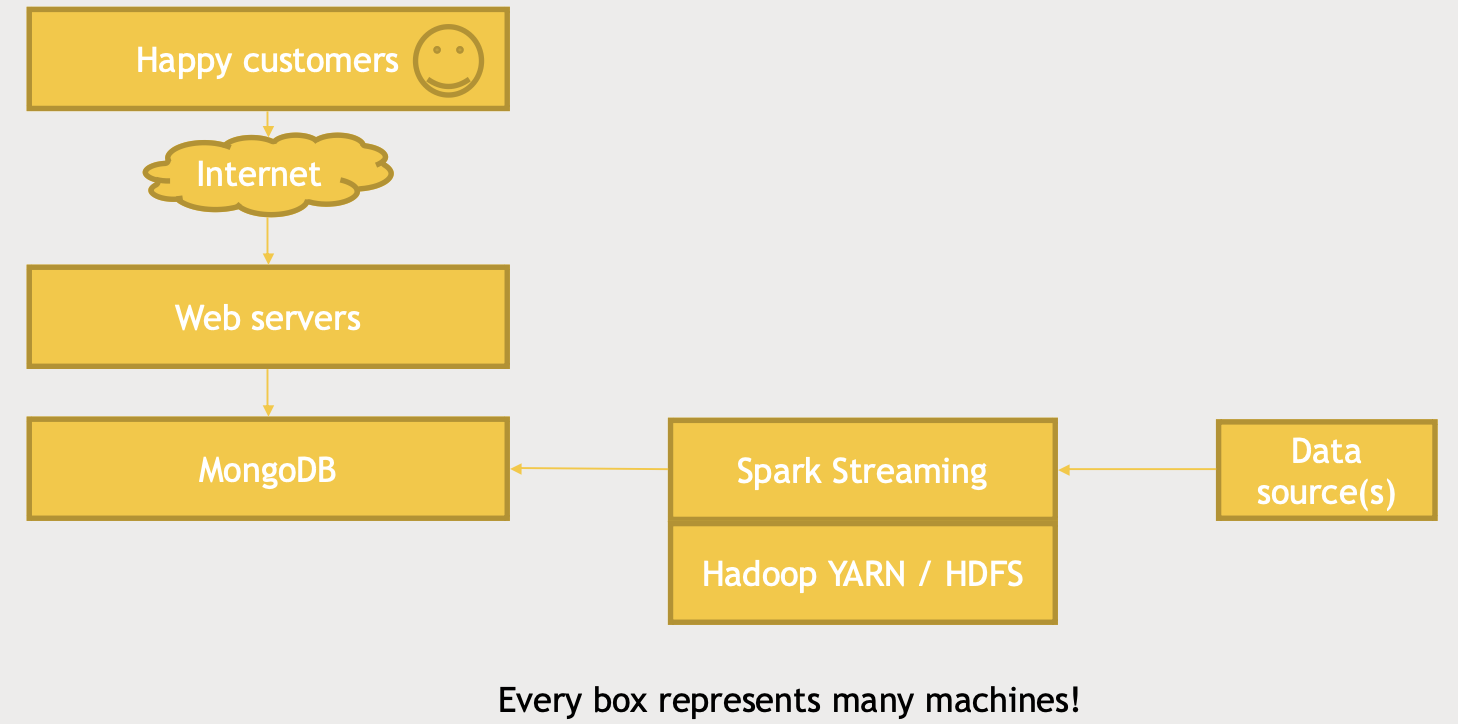 Happy customers
Internet
Web servers
MongoDB
Spark Streaming
Hadoop YARN / HDFS
Data
source(s)
Every box represents many machines!